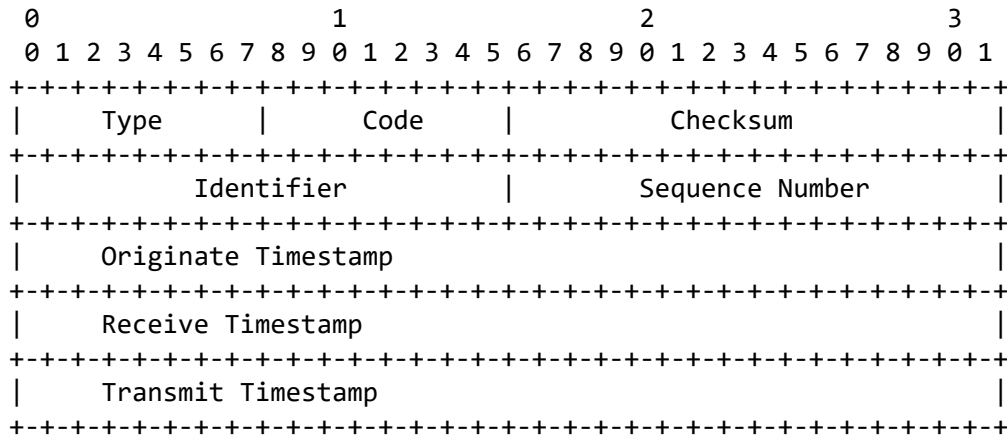 0                   1                   2                   3
 0 1 2 3 4 5 6 7 8 9 0 1 2 3 4 5 6 7 8 9 0 1 2 3 4 5 6 7 8 9 0 1
+-+-+-+-+-+-+-+-+-+-+-+-+-+-+-+-+-+-+-+-+-+-+-+-+-+-+-+-+-+-+-+-+
|     Type      |      Code     |          Checksum             |
+-+-+-+-+-+-+-+-+-+-+-+-+-+-+-+-+-+-+-+-+-+-+-+-+-+-+-+-+-+-+-+-+
|           Identifier          |        Sequence Number        |
+-+-+-+-+-+-+-+-+-+-+-+-+-+-+-+-+-+-+-+-+-+-+-+-+-+-+-+-+-+-+-+-+
|     Originate Timestamp                                       |
+-+-+-+-+-+-+-+-+-+-+-+-+-+-+-+-+-+-+-+-+-+-+-+-+-+-+-+-+-+-+-+-+
|     Receive Timestamp                                         |
+-+-+-+-+-+-+-+-+-+-+-+-+-+-+-+-+-+-+-+-+-+-+-+-+-+-+-+-+-+-+-+-+
|     Transmit Timestamp                                        |
+-+-+-+-+-+-+-+-+-+-+-+-+-+-+-+-+-+-+-+-+-+-+-+-+-+-+-+-+-+-+-+-+